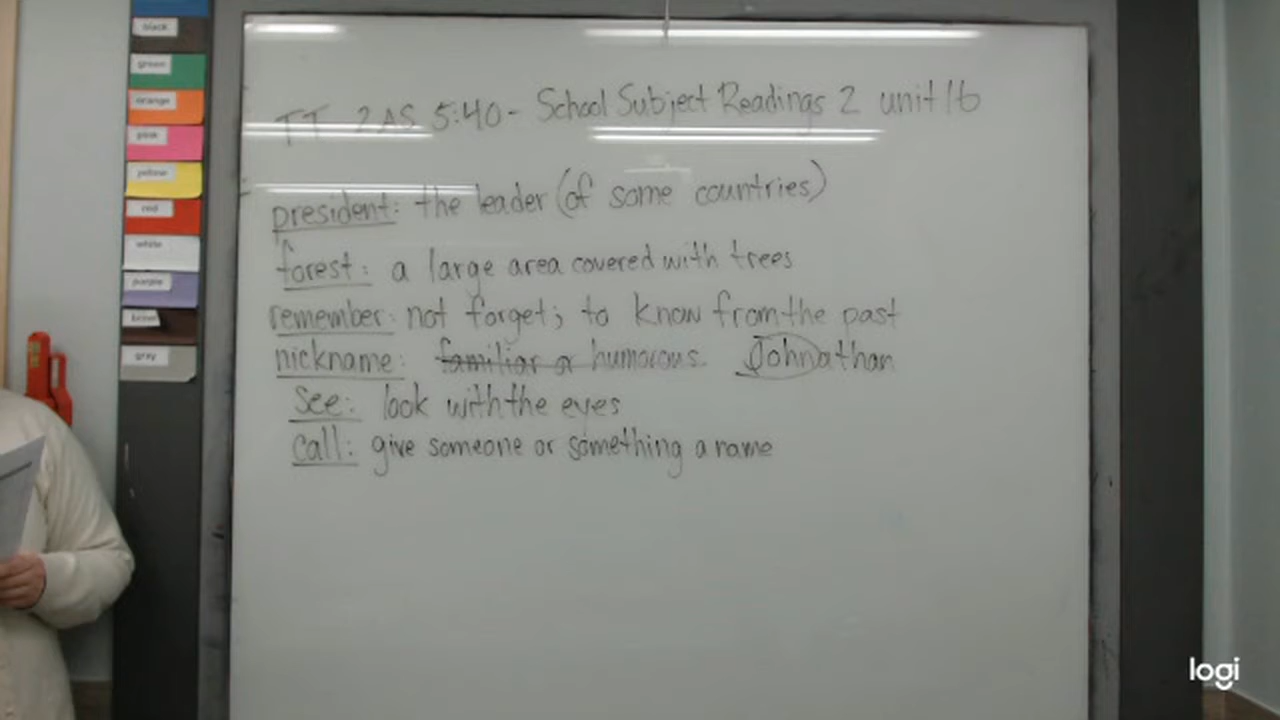 black
green
orange
pink
yellow
red
white
purple
brown
gray
TT 2AS 5:40- School Subject Readings 2 unit 16
president: the leader (of some countries)
forest: a large area covered with trees
remember: not forget; to know from the past
nickname: familiar or humorous. Johnathan
see: look with the eyes
call: give someone or something a name
logi